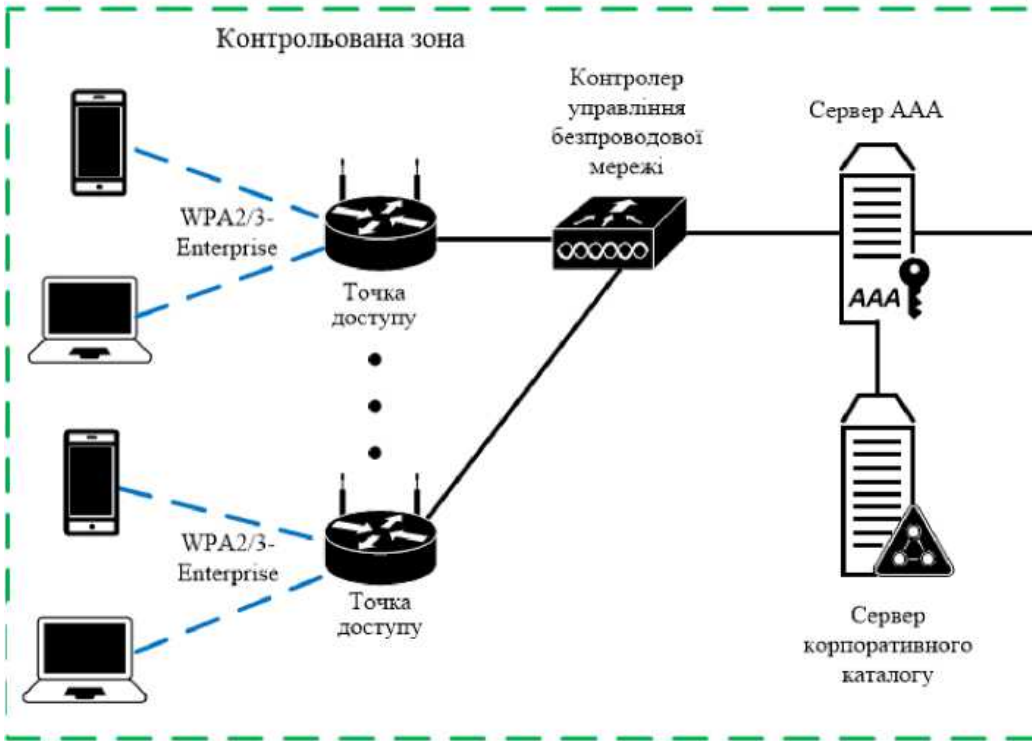 Контрольована зона
Контролер
управління
безпроводової
мережі
Сервер ААА
WPA2/3-
Enterprise
Точка
доступу
AAA
WPA2/3-
Enterprise
Точка
доступу
Сервер
корпоративного
каталогу